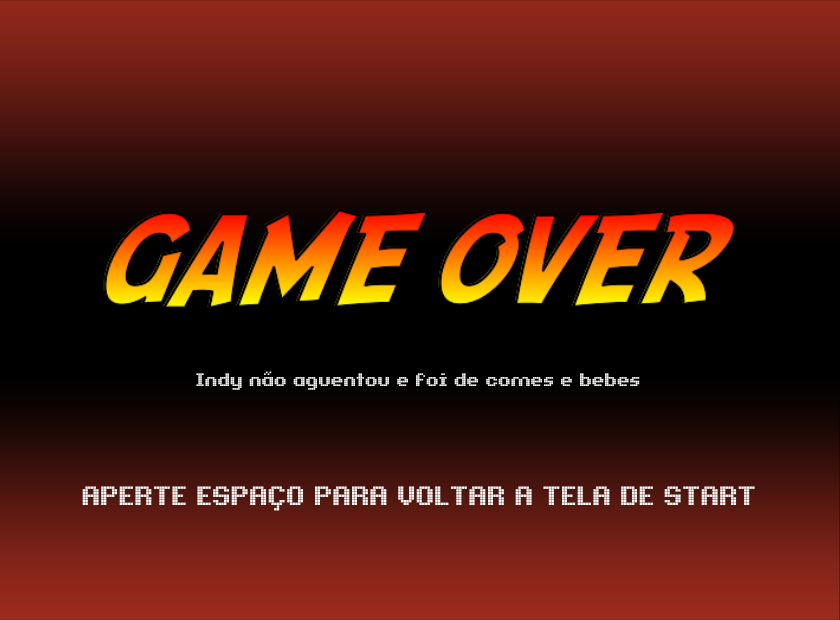 GAME OVER
Indy não aguentou e foi de comes e bebes
APERTE ESPAÇO PARA VOLTAR A TELA DE START